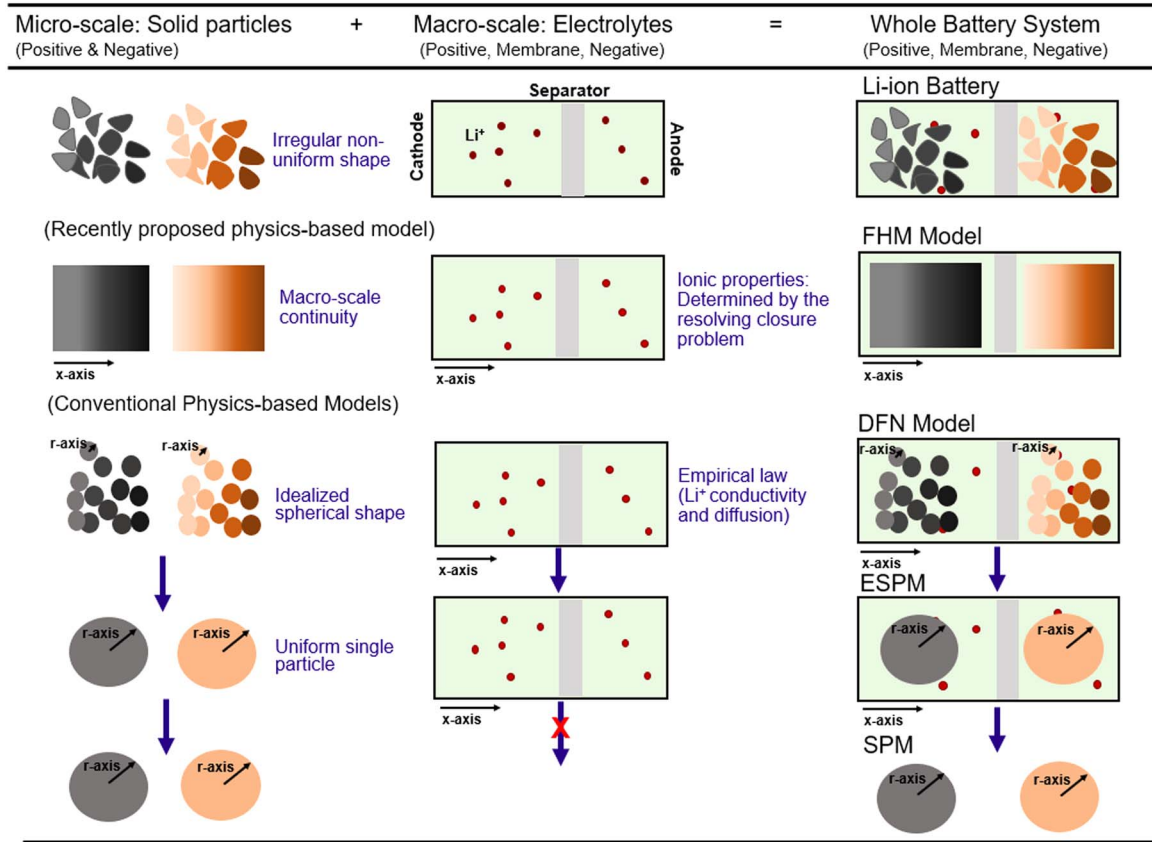 Micro-scale: Solid particles + Macro-scale: Electrolytes = Whole Battery System
(Positive & Negative) (Positive, Membrane, Negative) (Positive, Membrane, Negative)
Irregular non-
uniform shape
Separator
Cathode
Li⁺
Anode
Li-ion Battery
(Recently proposed physics-based model)
Macro-scale
continuity
x-axis
x-axis
Ionic properties:
Determined by the
resolving closure
problem
FHM Model
x-axis
(Conventional Physics-based Models)
r-axis
r-axis
Idealized
spherical shape
x-axis
Empirical law
(Li⁺ conductivity
and diffusion)
DFN Model
r-axis
r-axis
x-axis
r-axis
r-axis
Uniform single
particle
x-axis
ESPM
r-axis
r-axis
x-axis
r-axis
r-axis
SPM
r-axis
r-axis